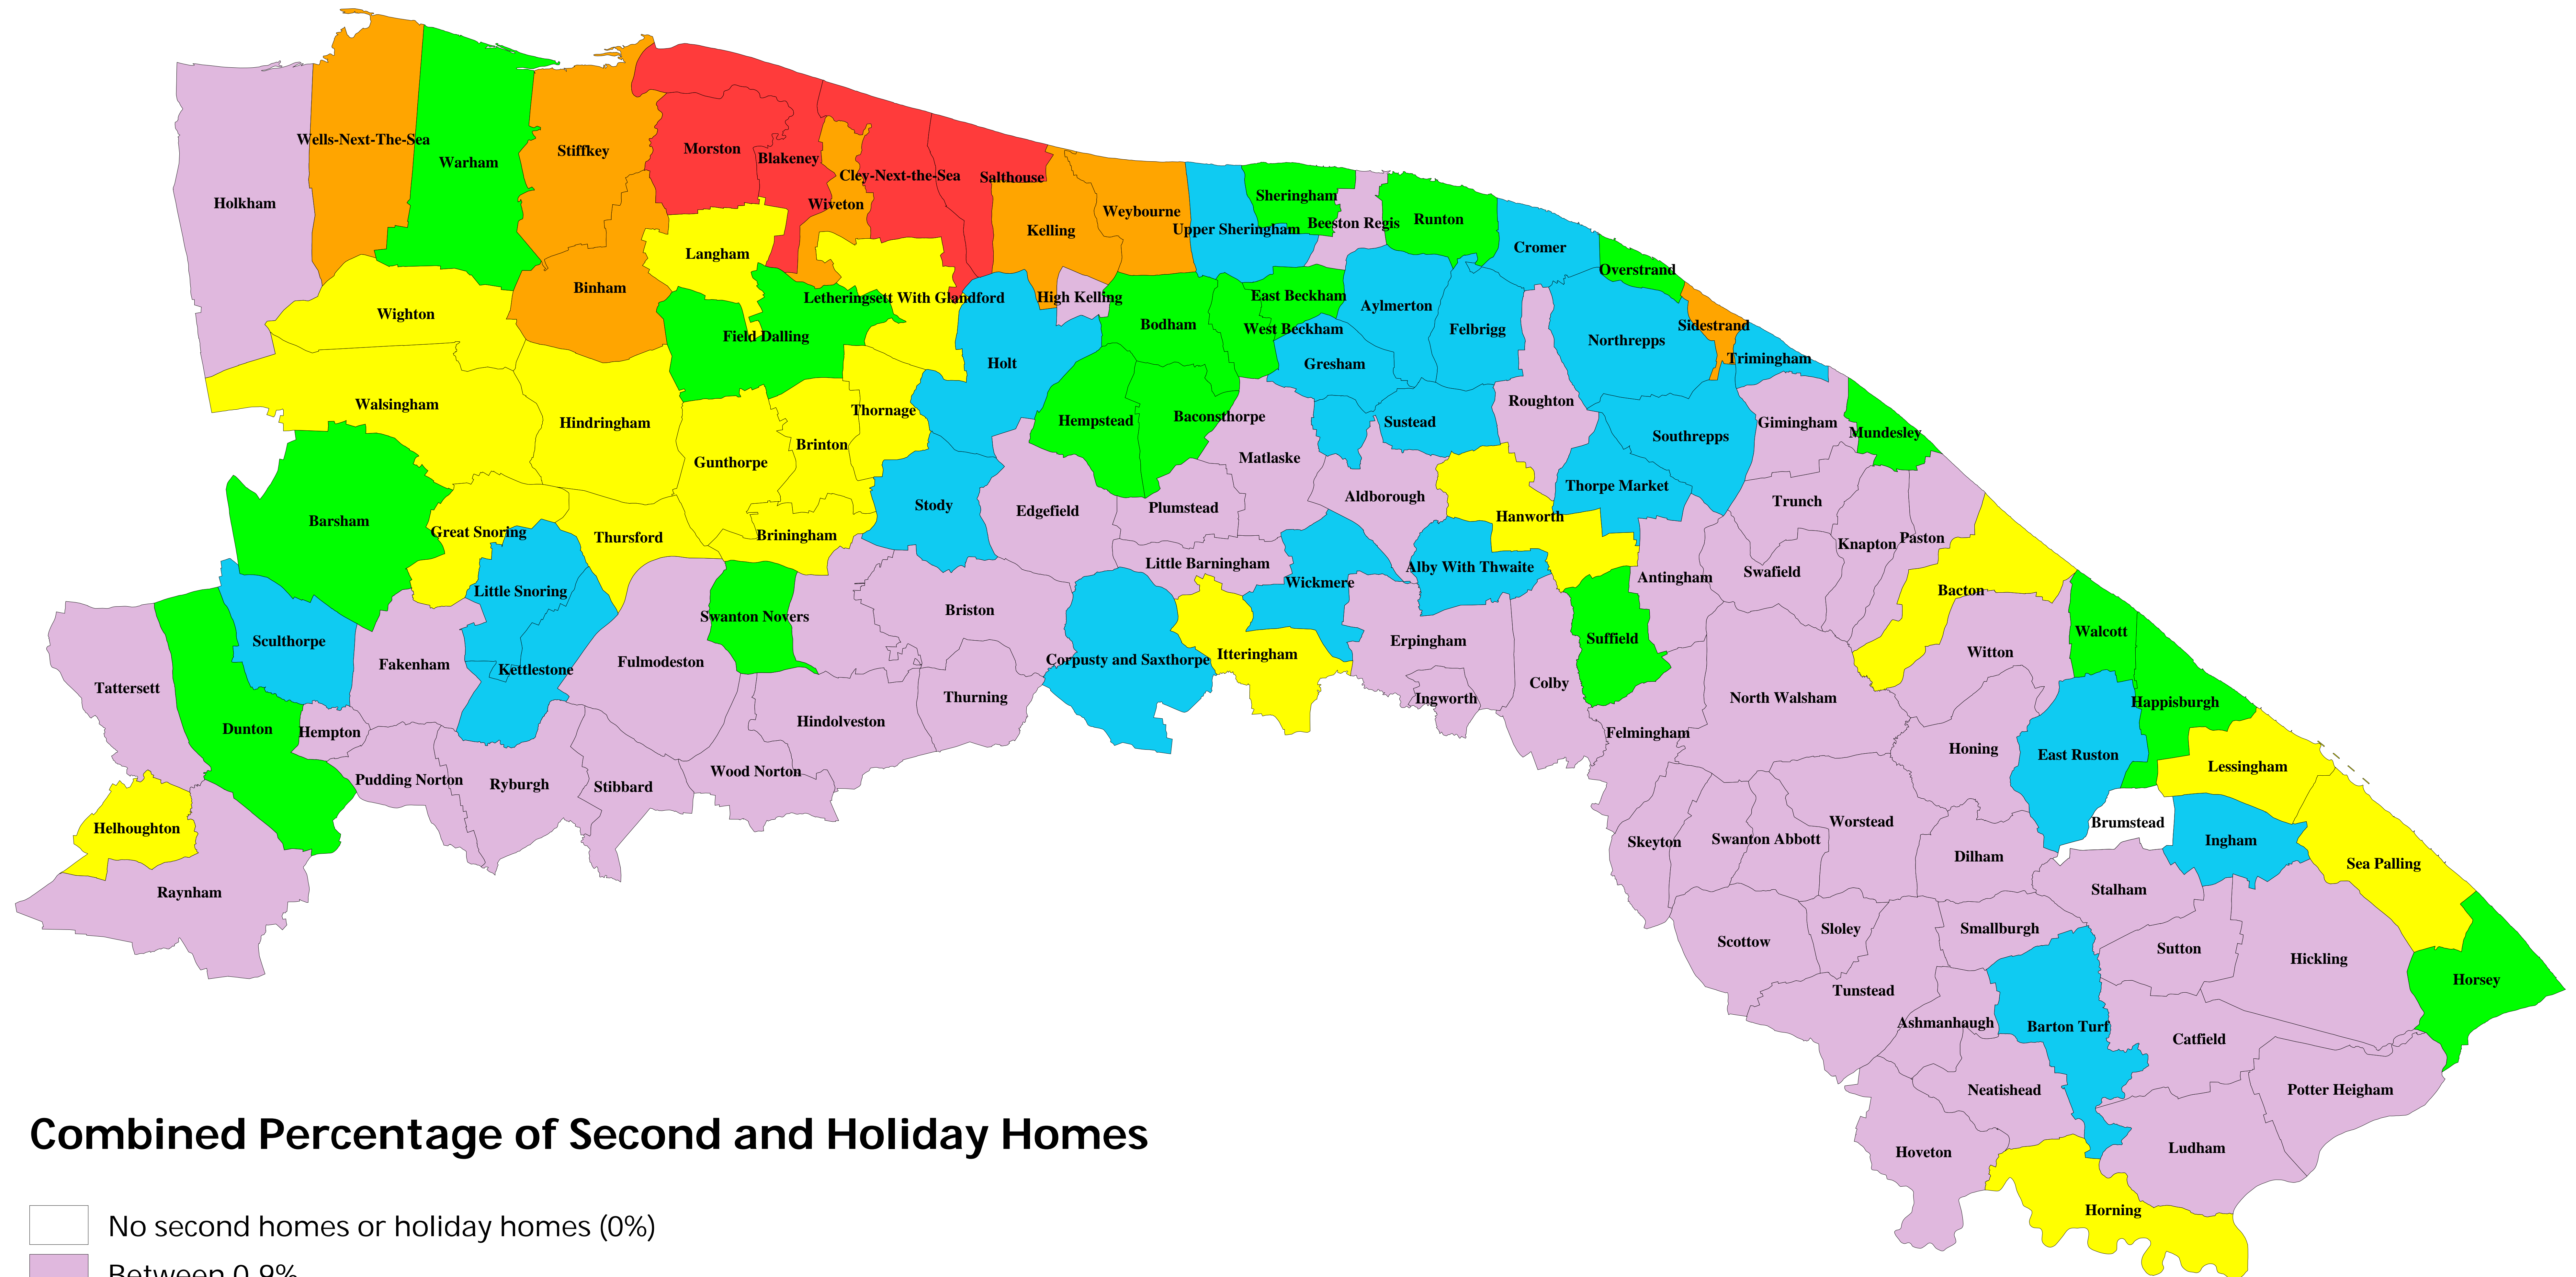 Wells-Next-The-Sea
Warham
Stiffkey
Morston
Blakeney
Cley-Next-the-Sea
Salthouse
Holkham
Wiveton
Kelling
Weybourne
Sheringham
Upper Sheringham
Beeston Regis
Runton
Cromer
Overstrand
Langham
Binham
Letheringsett With Glandford
High Kelling
East Beckham
Aylmerton
Wighton
Field Dalling
Bodham
West Beckham
Felbrigg
Northrepps
Sidestrand
Trimingham
Holt
Gresham
Walsingham
Hindringham
Thornage
Hempstead
Baconsthorpe
Sustead
Roughton
Southrepps
Gimingham
Mundesley
Gunthorpe
Brinton
Matlaske
Barsham
Great Snoring
Thursford
Briningham
Stody
Edgefield
Plumstead
Aldborough
Hanworth
Thorpe Market
Trunch
Knapton
Paston
Little Snoring
Little Barningham
Wickmere
Alby With Thwaite
Antingham
Swafield
Bacton
Sculthorpe
Swanton Novers
Briston
Erpingham
Suffield
Walcott
Tattersett
Fakenham
Kettlestone
Fulmodeston
Corpusty and Saxthorpe
Itteringham
Witton
Dunton
Hempton
Hindolveston
Thurning
Ingworth
Colby
North Walsham
Happisburgh
Felmingham
Honing
East Ruston
Lessingham
Helhoughton
Pudding Norton
Ryburgh
Stibbard
Wood Norton
Raynham
Skeyton
Swanton Abbott
Worstead
Dilham
Brumstead
Ingham
Sea Palling
Stalham
Scottow
Sloley
Smallburgh
Sutton
Hickling
Horsey
Tunstead
Ashmanhaugh
Barton Turf
Catfield
Neatishead
Potter Heigham
Hoveton
Ludham
Horning
Combined Percentage of Second and Holiday Homes
No second homes or holiday homes (0%)
Between 0.9%